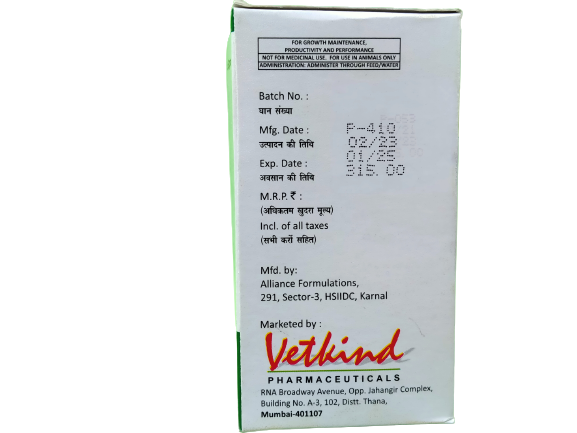 FOR GROWTH MAINTENANCE,
PRODUCTIVITY AND PERFORMANCE
NOT FOR MEDICINAL USE. FOR USE IN ANIMALS ONLY
ADMINISTRATION: ADMINISTER THROUGH FEED/WATER
Batch No. :
घान संख्या
Mfg. Date :
P-410
उत्पादन की तिथि
02/23
Exp. Date :
01/25
अवसान की तिथि
315.00
M.R.P. ₹ :
(अधिकतम खुदरा मूल्य)
Incl. of all taxes
(सभी करों सहित)
Mfd. by:
Alliance Formulations,
291, Sector-3, HSIIDC, Karnal
Marketed by :
Vetkind
PHARMACEUTICALS
RNA Broadway Avenue, Opp. Jahangir Complex,
Building No. A-3, 102, Distt. Thana,
Mumbai-401107